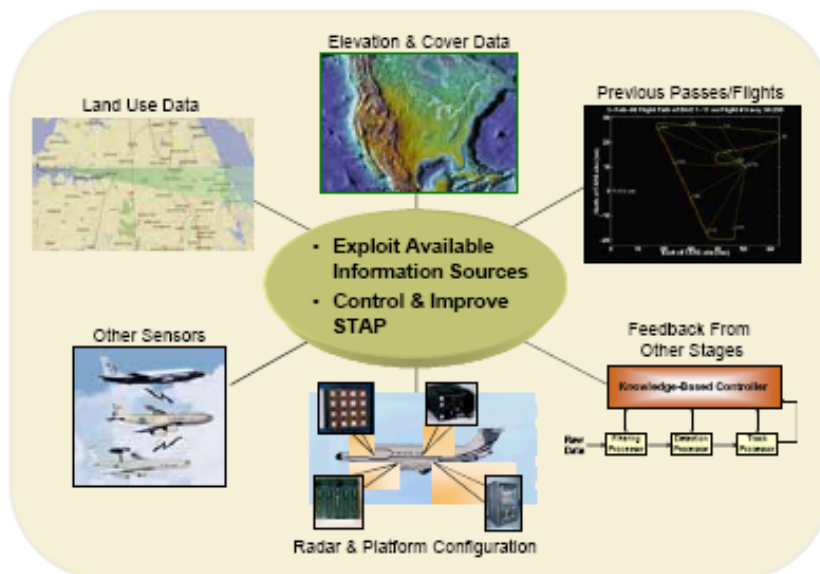 Elevation & Cover Data
Land Use Data
Previous Passes/Flights
• Exploit Available
Information Sources
• Control & Improve
STAP
Other Sensors
Feedback From
Other Stages
Knowledge-Based Controller
Raw
Data
Filtering
Processor
Detection
Processor
Track
Processor
Radar & Platform Configuration